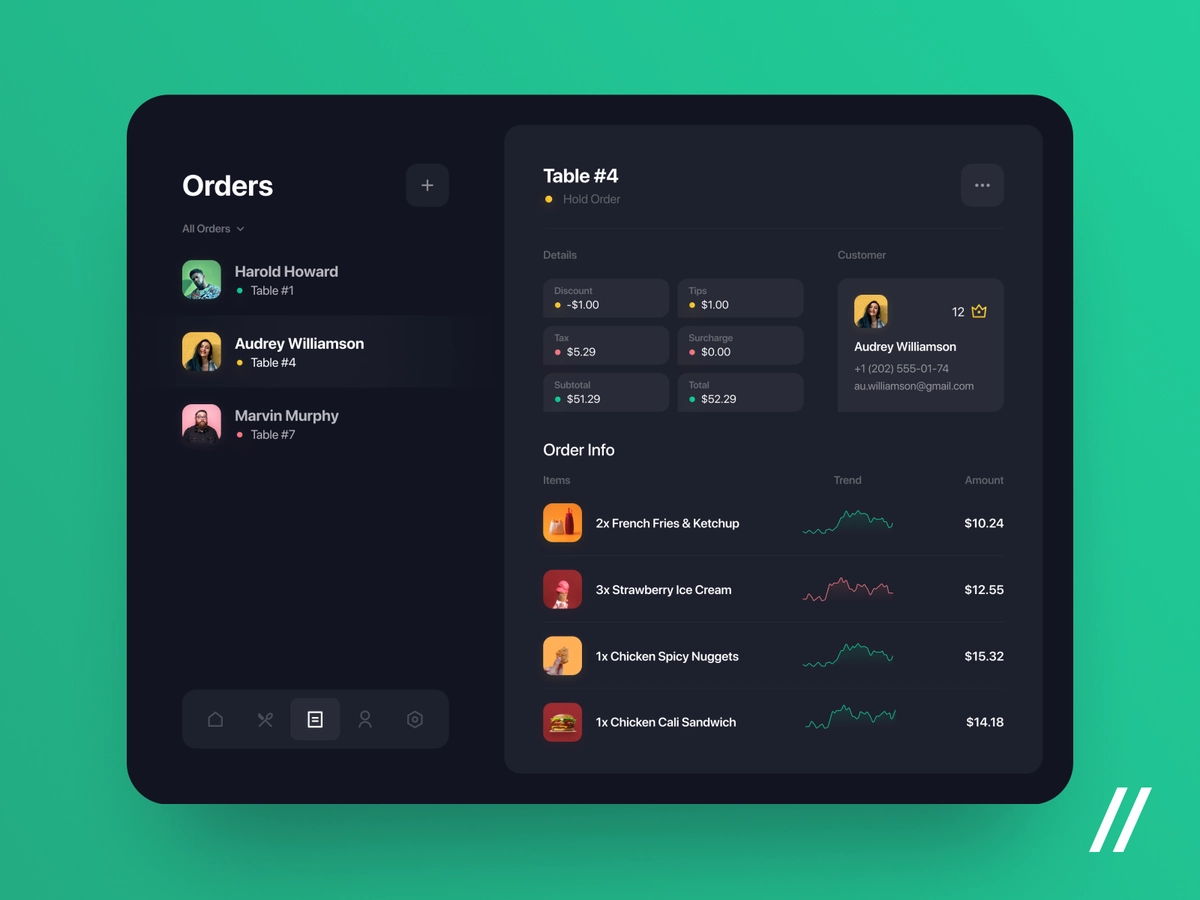 Orders
All Orders
Harold Howard
Table #1
Audrey Williamson
Table #4
Marvin Murphy
Table #7
Table #4
Hold Order
Details
Discount
-$1.00
Tips
$1.00
Tax
$5.29
Surcharge
$0.00
Subtotal
$51.29
Total
$52.29
Customer
12
Audrey Williamson
+1 (202) 555-01-74
au.williamson@gmail.com
Order Info
Items Trend Amount
2x French Fries & Ketchup $10.24
3x Strawberry Ice Cream $12.55
1x Chicken Spicy Nuggets $15.32
1x Chicken Cali Sandwich $14.18